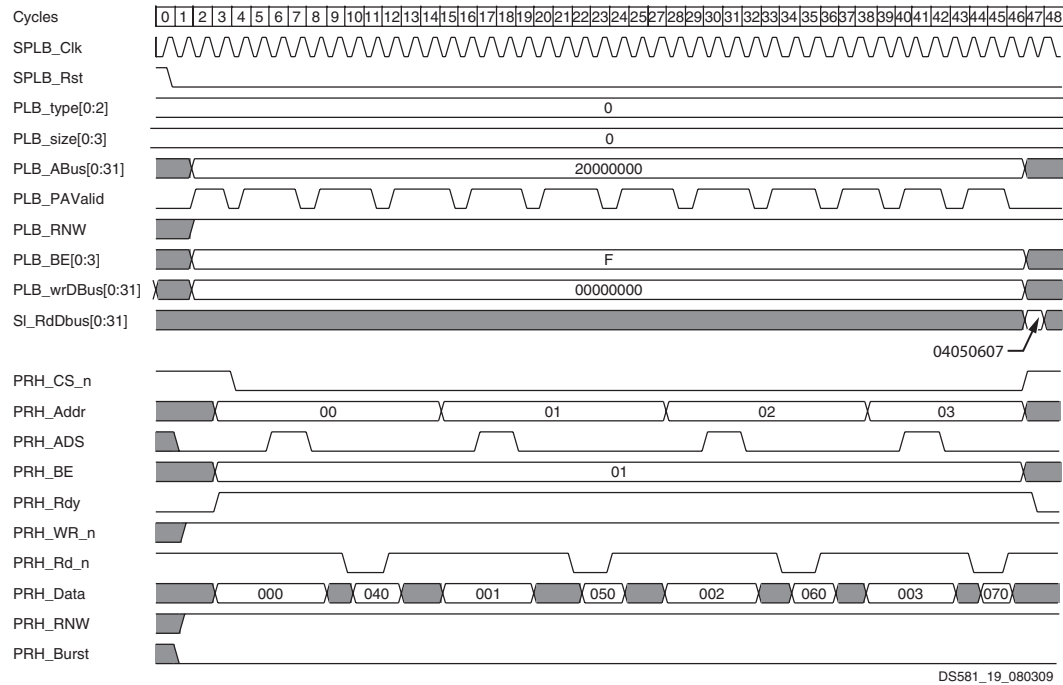 Cycles 0 1 2 3 4 5 6 7 8 9 10 11 12 13 14 15 16 17 18 19 20 21 22 23 24 25 27 28 29 30 31 32 33 34 35 36 37 38 39 40 41 42 43 44 45 46 47 48
SPLB_Clk
SPLB_Rst
PLB_type[0:2] 0
PLB_size[0:3] 0
PLB_ABus[0:31] 20000000
PLB_PAValid
PLB_RNW
PLB_BE[0:3] F
PLB_wrDBus[0:31] 00000000
Sl_RdDbus[0:31]
04050607
PRH_CS_n
PRH_Addr 00 01 02 03
PRH_ADS
PRH_BE 01
PRH_Rdy
PRH_WR_n
PRH_Rd_n
PRH_Data 000 040 001 050 002 060 003 070
PRH_RNW
PRH_Burst
DS581_19_080309